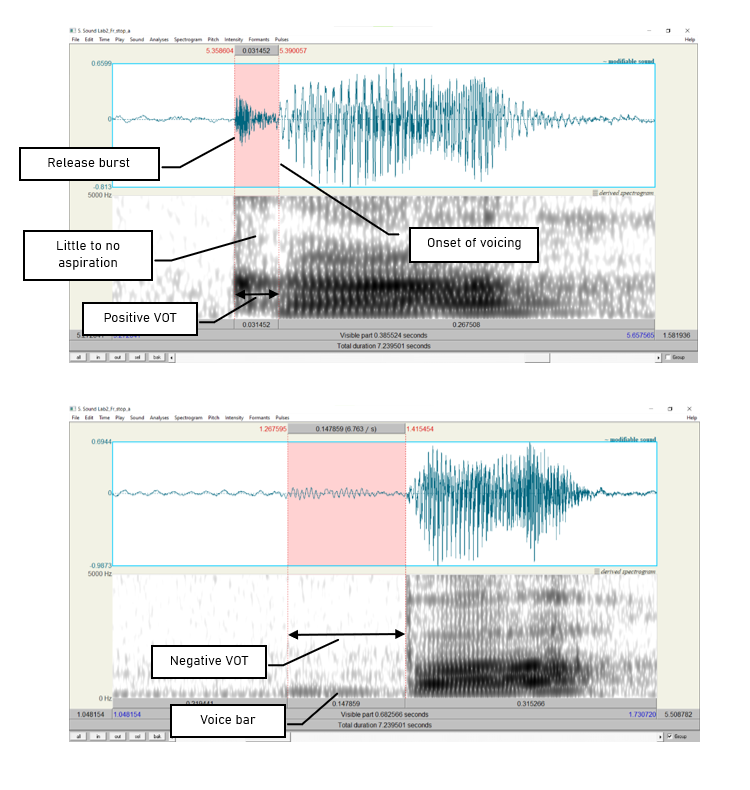 5. Sound Lab2_Fr_stop_a
File Edit Time Play Sound Analyses Spectrogram Pitch Intensity Formants Pulses Help
5.358604 0.031452 5.390057
0.6599
~ modifiable sound
0
Release burst
-0.813
5000 Hz
derived spectrogram
Little to no
aspiration
Onset of voicing
Positive VOT
0.031452 0.267508
Visible part 0.385524 seconds 5.657565 1.581936
Total duration 7.239501 seconds
all in out sel bak Group
5. Sound Lab2_Fr_stop_a
File Edit Time Play Sound Analyses Spectrogram Pitch Intensity Formants Pulses Help
1.267595 0.147859 (6.763 / s) 1.415454
0.6944
~ modifiable sound
0
-0.9873
5000 Hz
derived spectrogram
Negative VOT
0 Hz
Voice bar
0.219441 0.147859 0.315266
1.048154 1.048154 Visible part 0.682566 seconds 1.730720 5.508782
Total duration 7.239501 seconds
all in out sel bak Group